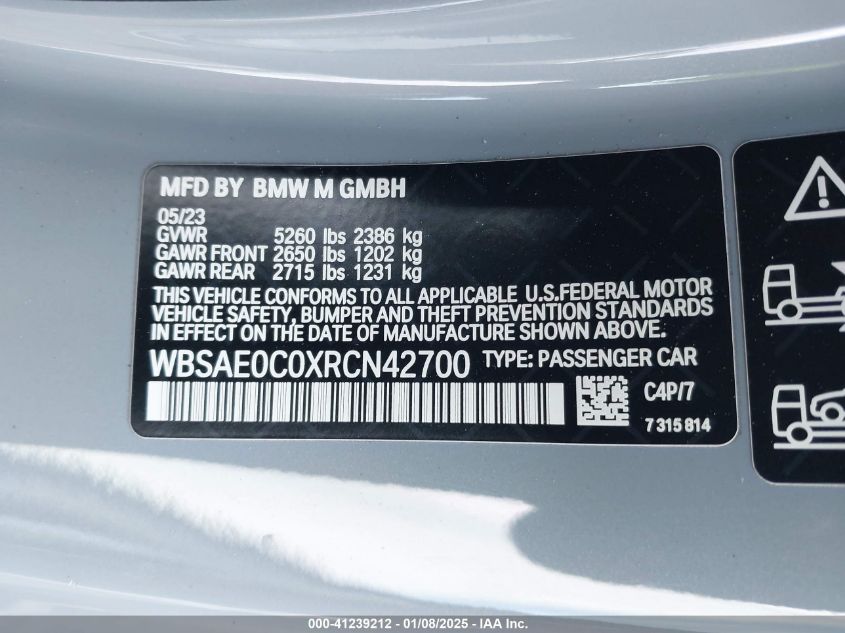 MFD BY BMW M GMBH
05/23
GVWR 5260 lbs 2386 kg
GAWR FRONT 2650 lbs 1202 kg
GAWR REAR 2715 lbs 1231 kg
THIS VEHICLE CONFORMS TO ALL APPLICABLE U.S.FEDERAL MOTOR
VEHICLE SAFETY, BUMPER AND THEFT PREVENTION STANDARDS
IN EFFECT ON THE DATE OF MANUFACTURE SHOWN ABOVE.
WBSAE0C0XRCN42700 TYPE: PASSENGER CAR
C4P/7
7315814
000-41239212 - 01/08/2025 - IAA Inc.